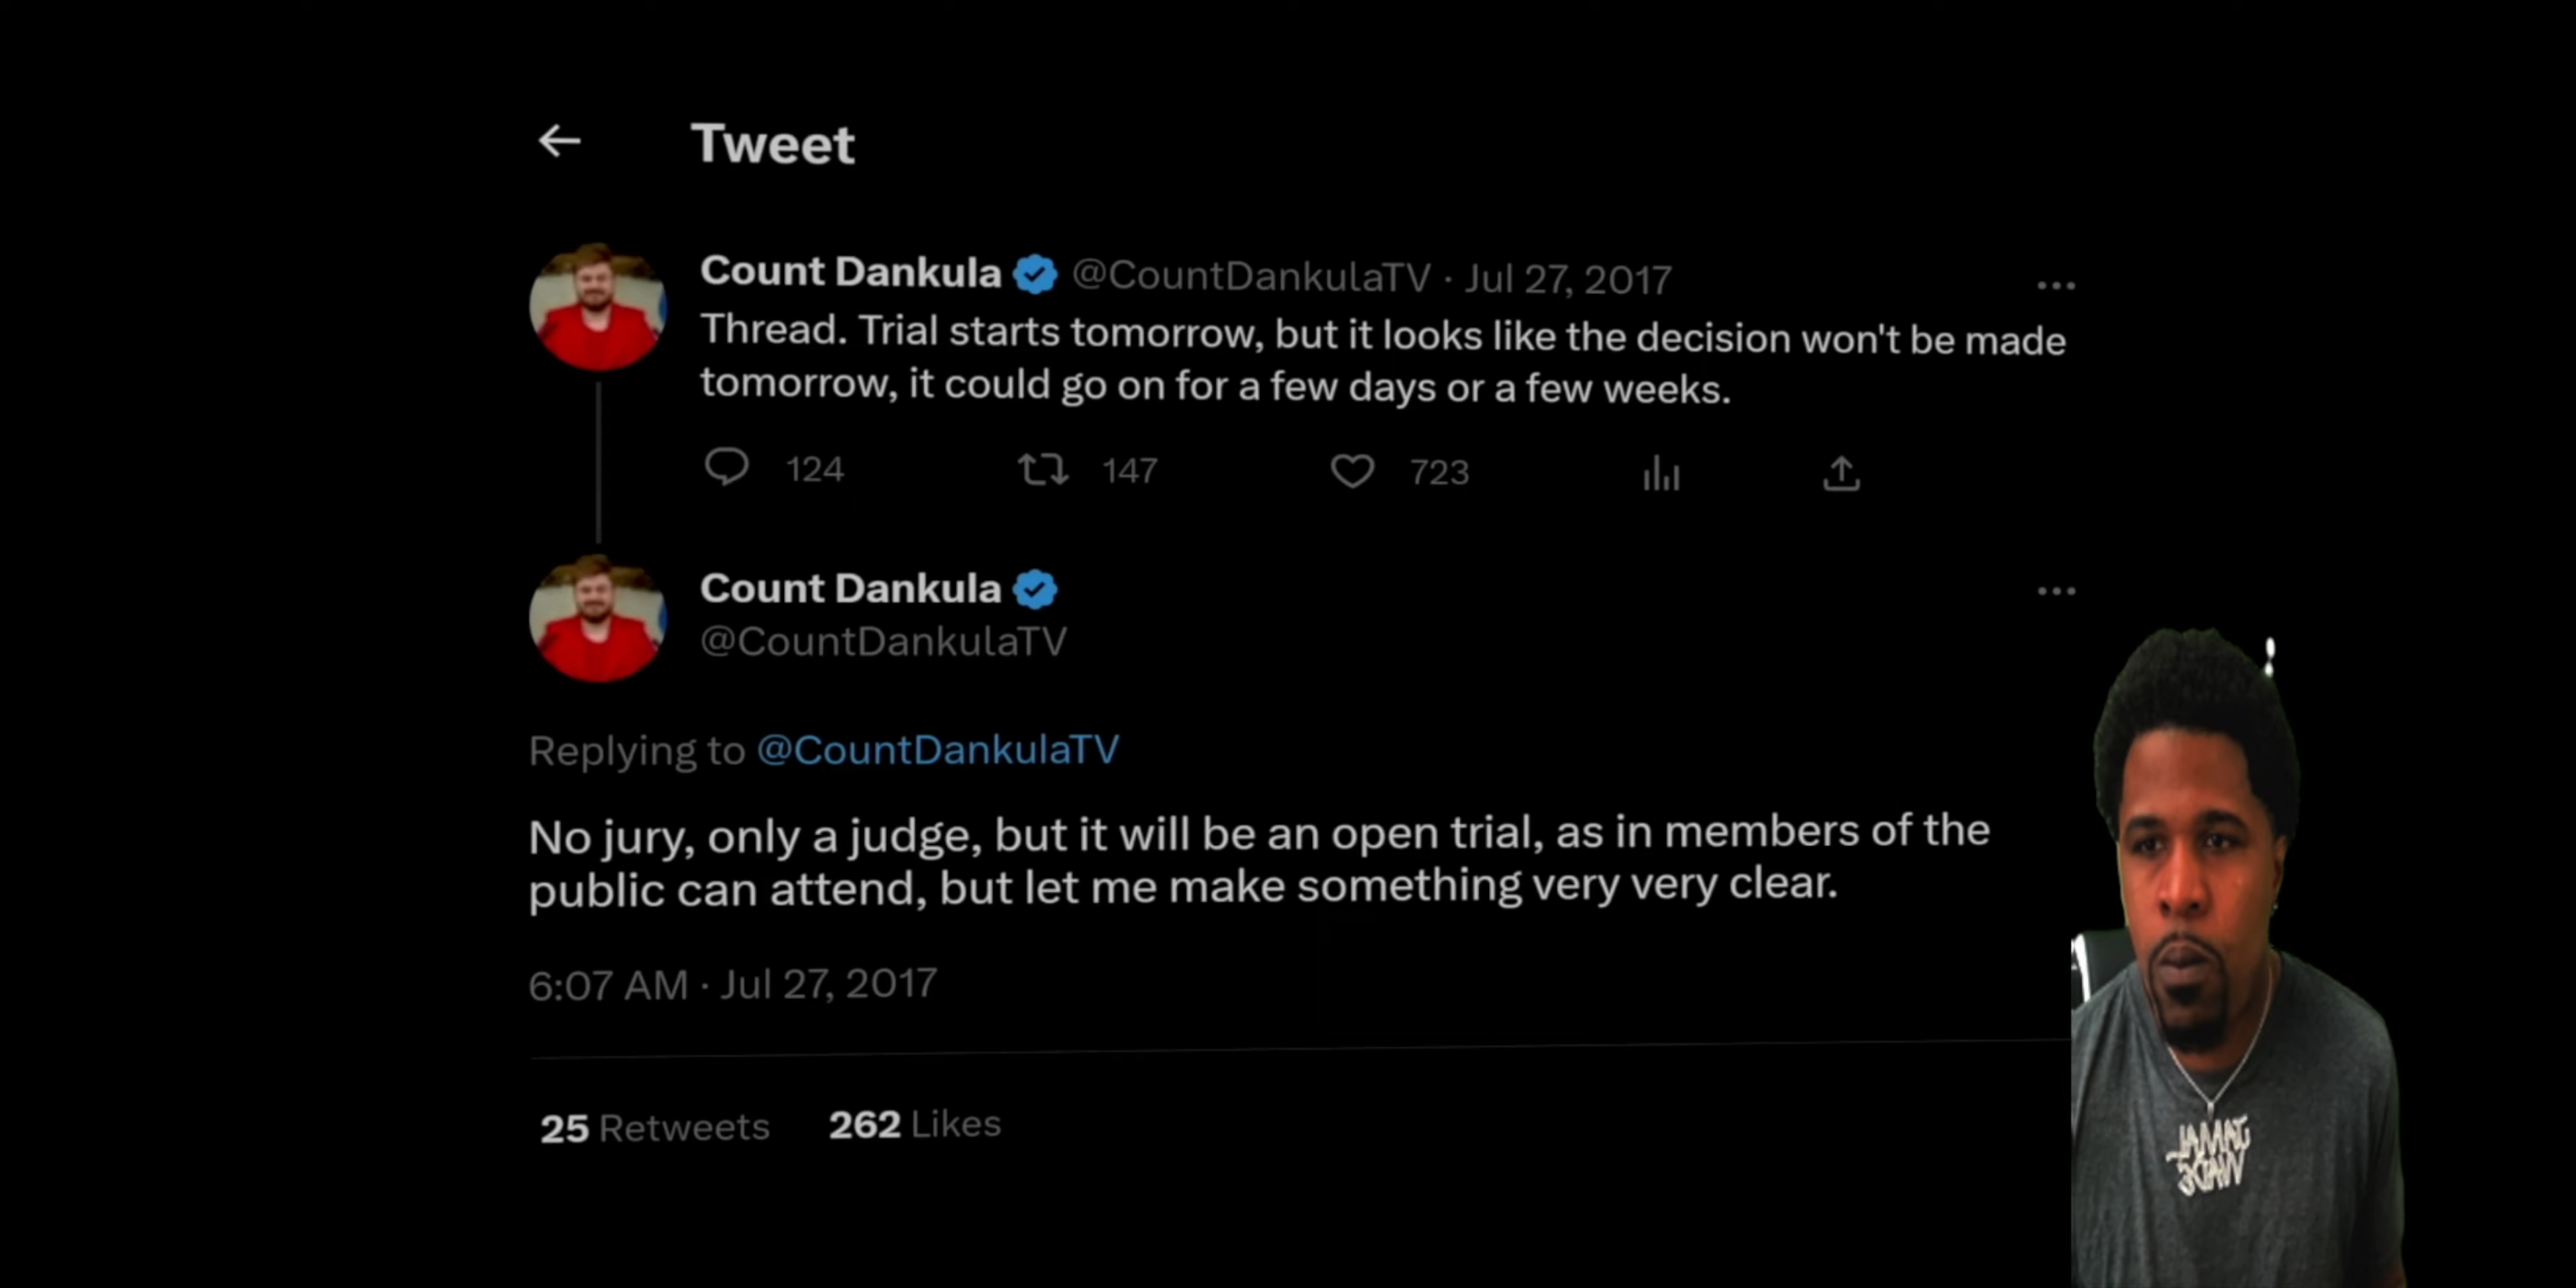 Tweet
Count Dankula @CountDankulaTV · Jul 27, 2017
Thread. Trial starts tomorrow, but it looks like the decision won't be made
tomorrow, it could go on for a few days or a few weeks.
124 147 723
Count Dankula
@CountDankulaTV
Replying to @CountDankulaTV
No jury, only a judge, but it will be an open trial, as in members of the
public can attend, but let me make something very very clear.
6:07 AM · Jul 27, 2017
25 Retweets 262 Likes
JAMAL
WADE